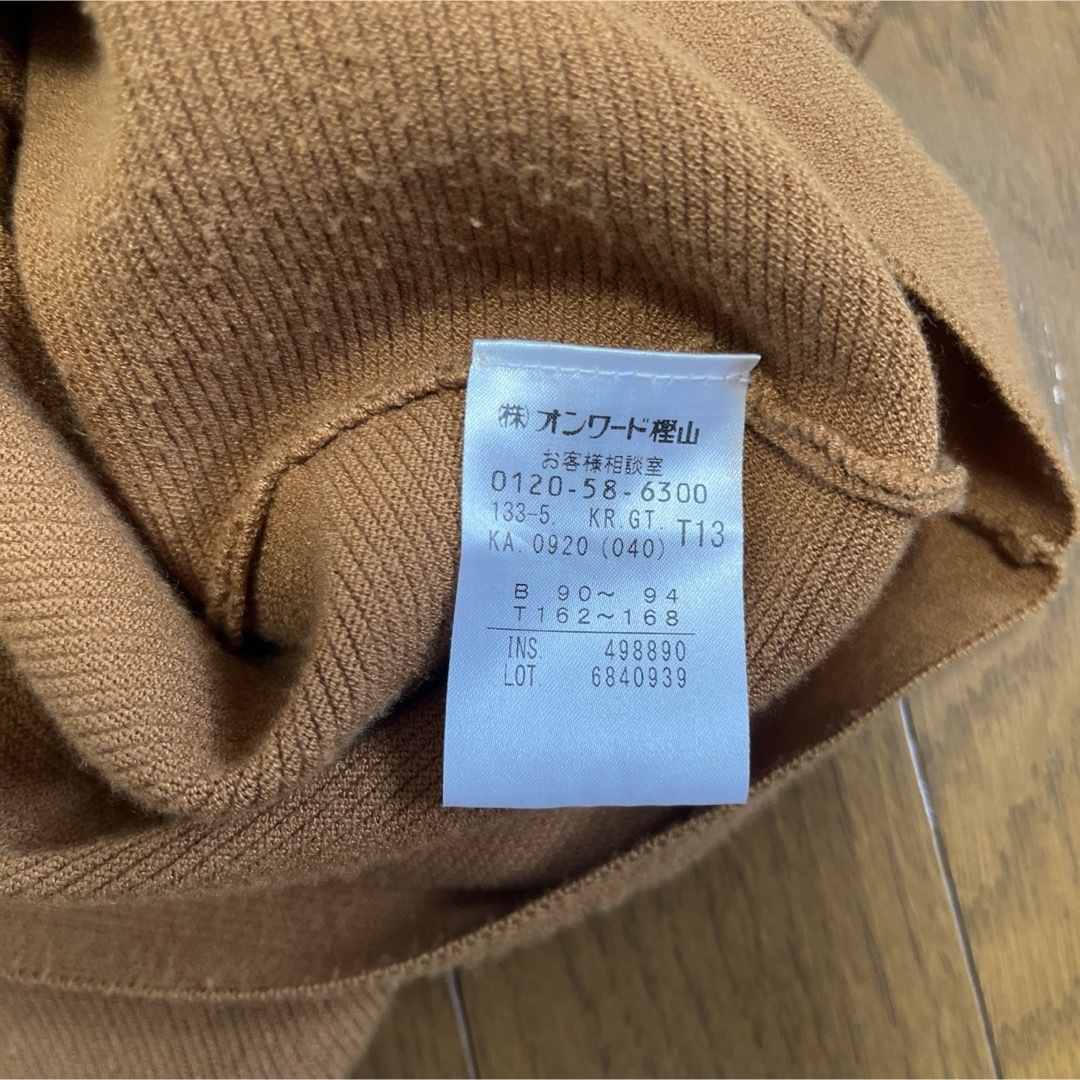 (株)オンワード樫山
お客様相談室
0120-58-6300
133-5. KR.GT. T13
KA.0920(040)
B 90〜 94
T162〜168
INS. 498890
LOT. 6840939